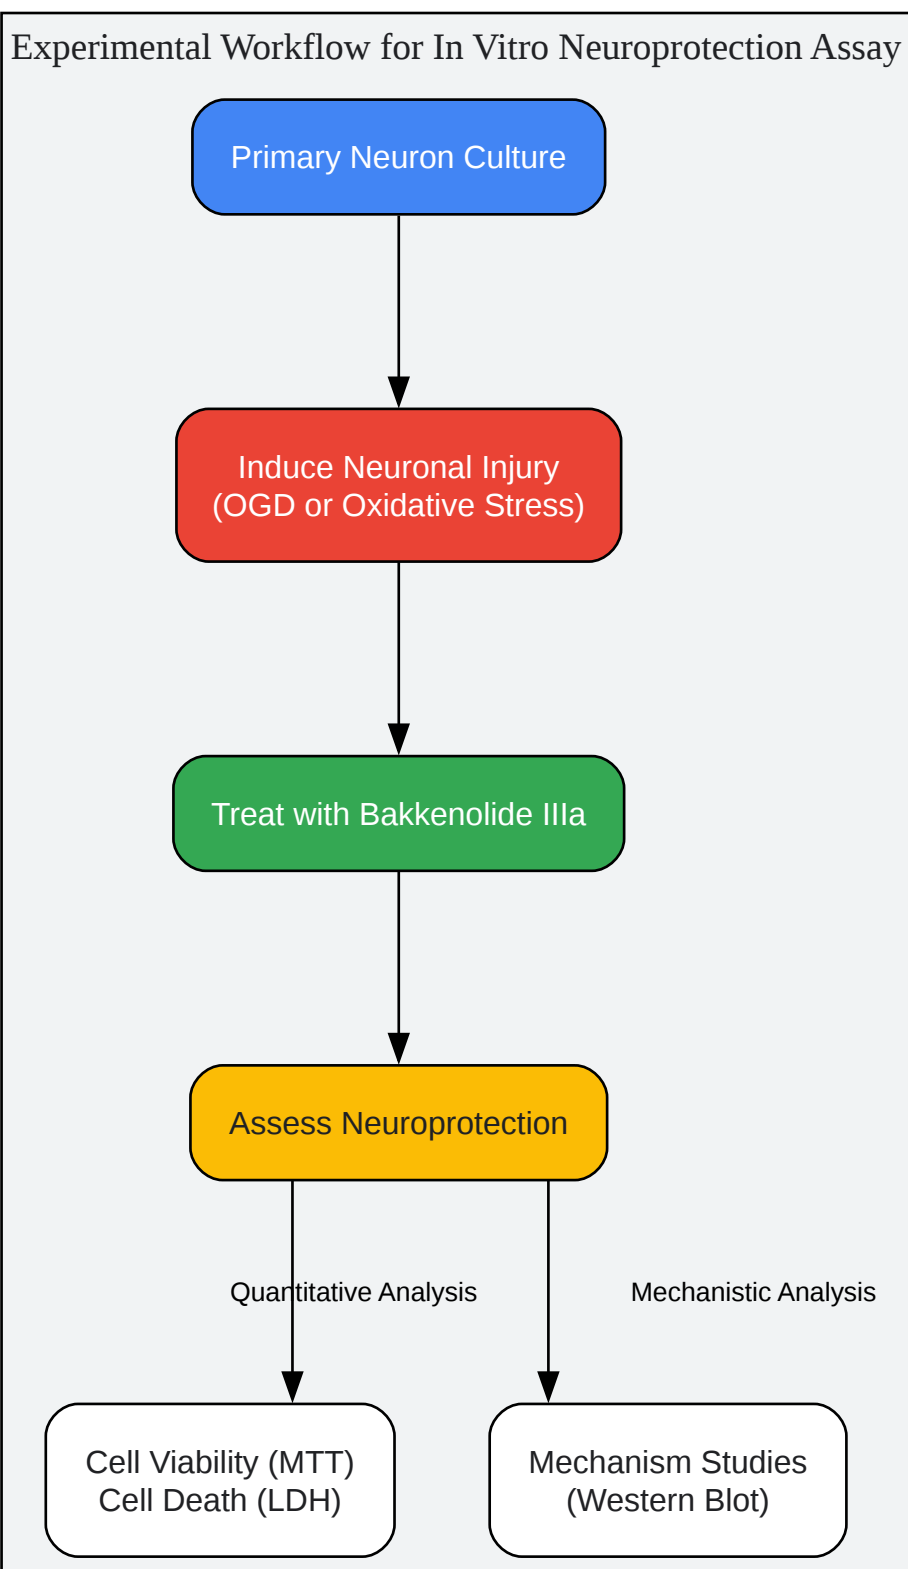 Experimental Workflow for In Vitro Neuroprotection Assay
Primary Neuron Culture
Induce Neuronal Injury
(OGD or Oxidative Stress)
Treat with Bakkenolide IIIa
Assess Neuroprotection
Quantitative Analysis
Mechanistic Analysis
Cell Viability (MTT)
Cell Death (LDH)
Mechanism Studies
(Western Blot)